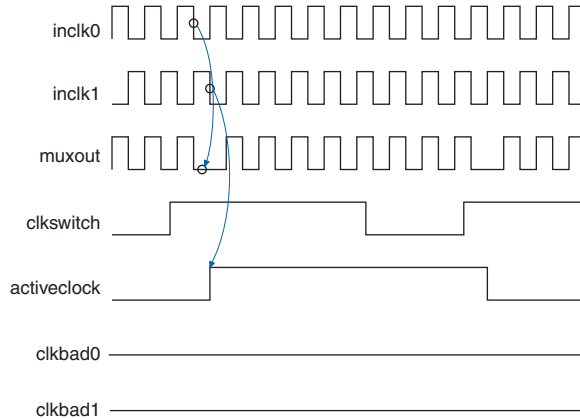 inclk0
inclk1
muxout
clkswitch
activeclock
clkbad0
clkbad1